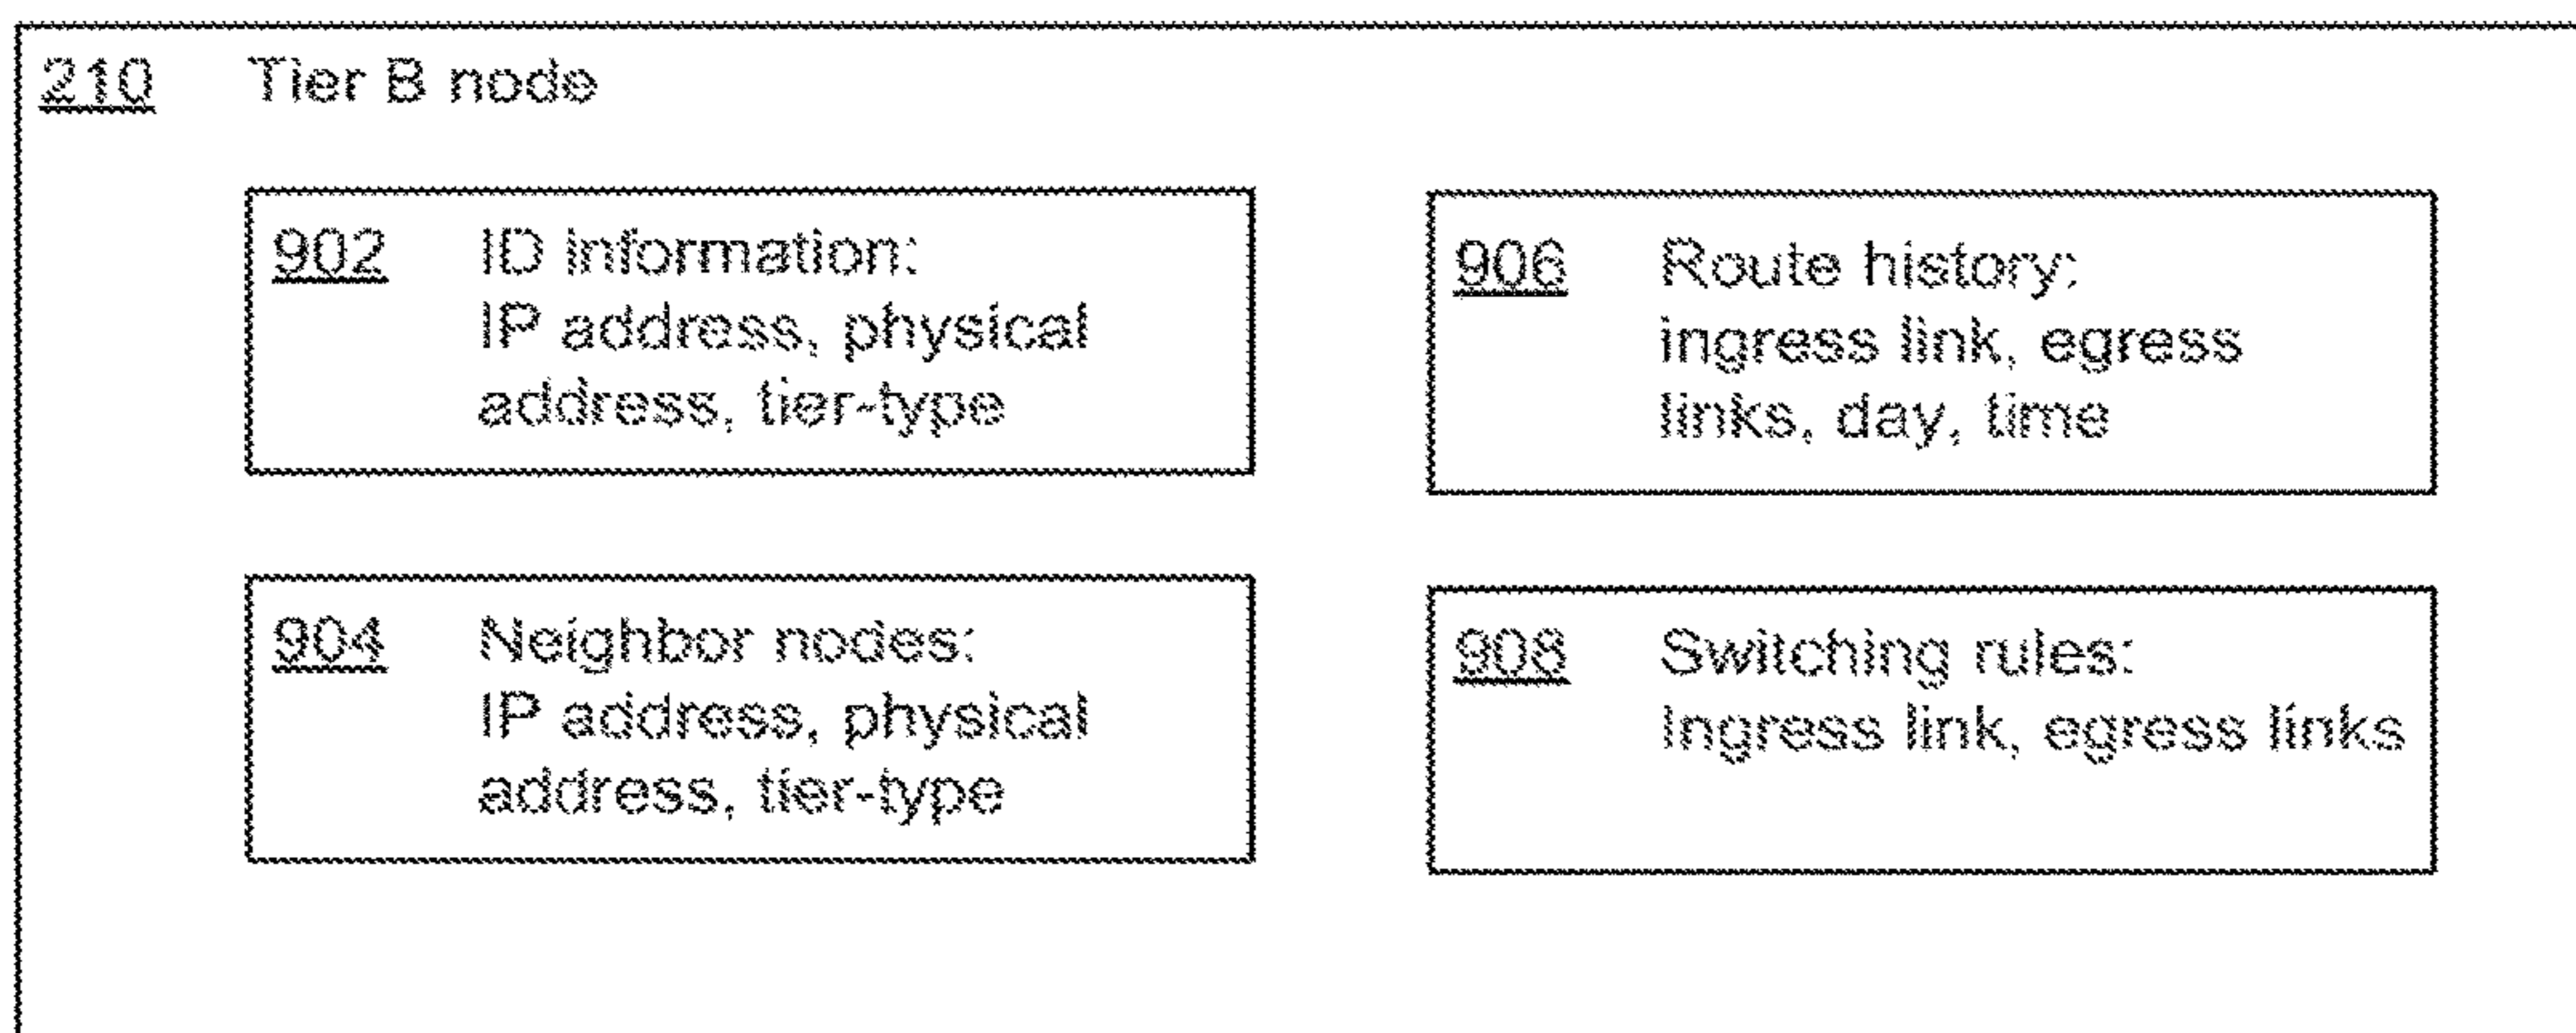 210 Tier B node
902 ID information:
IP address, physical
address, tier-type
906 Route history:
ingress link, egress
links, day, time
904 Neighbor nodes:
IP address, physical
address, tier-type
908 Switching rules:
Ingress link, egress links